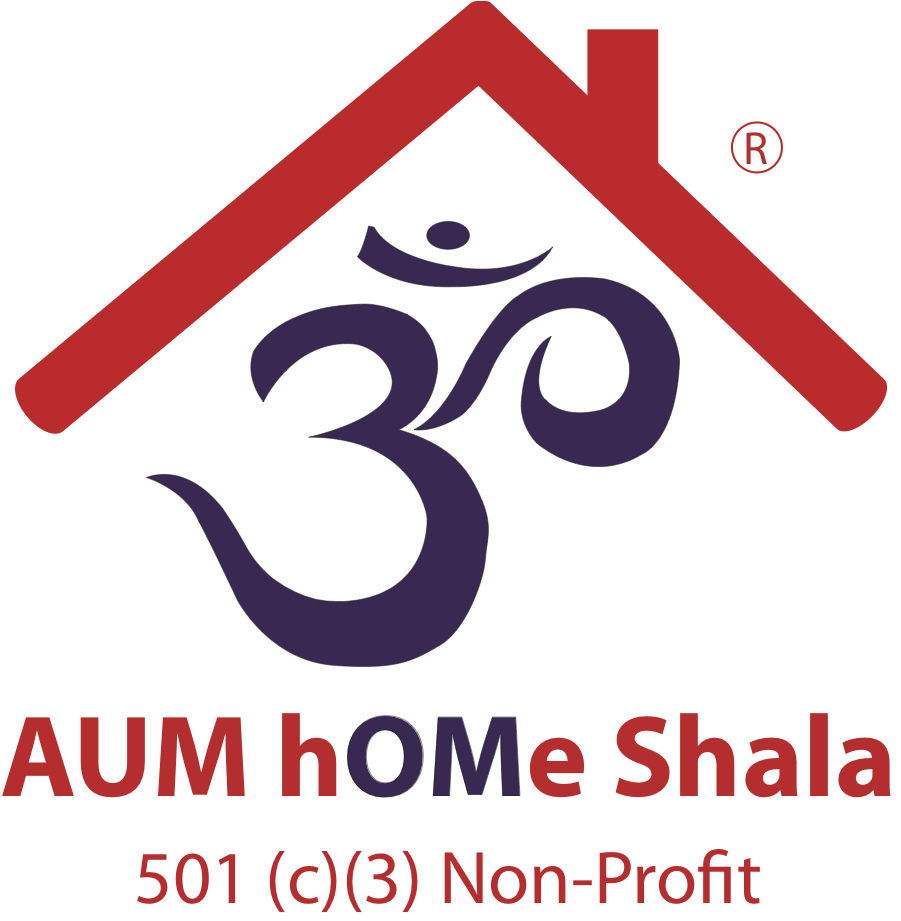 ®
ॐ
AUM hOMe Shala
501 (c)(3) Non-Profit